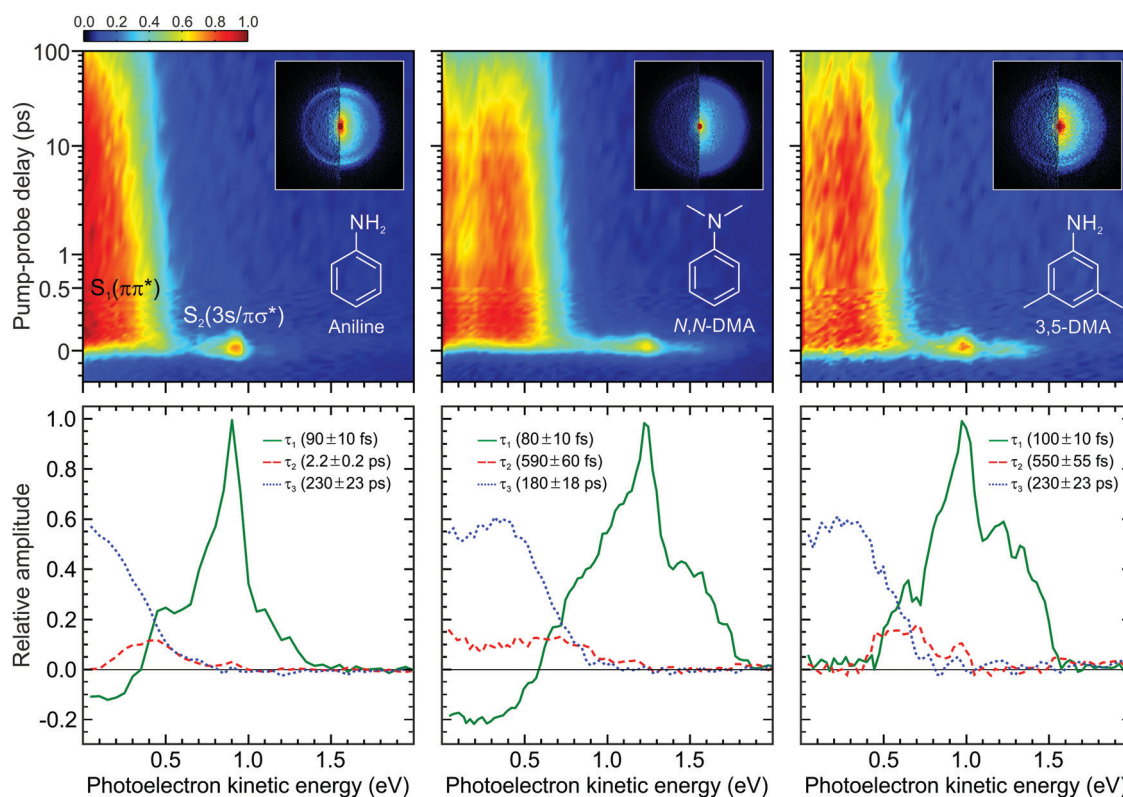 0.0 0.2 0.4 0.6 0.8 1.0
Pump-probe delay (ps)
100
10
1
0.5
0
S₁(ππ*)
S₂(3s/πσ*)
NH₂
Aniline
N
N,N-DMA
NH₂
3,5-DMA
Relative amplitude
1.0
0.8
0.6
0.4
0.2
0.0
-0.2
τ₁ (90±10 fs)
τ₂ (2.2±0.2 ps)
τ₃ (230±23 ps)
0.5 1.0 1.5
Photoelectron kinetic energy (eV)
τ₁ (80±10 fs)
τ₂ (590±60 fs)
τ₃ (180±18 ps)
0.5 1.0 1.5
Photoelectron kinetic energy (eV)
τ₁ (100±10 fs)
τ₂ (550±55 fs)
τ₃ (230±23 ps)
0.5 1.0 1.5
Photoelectron kinetic energy (eV)